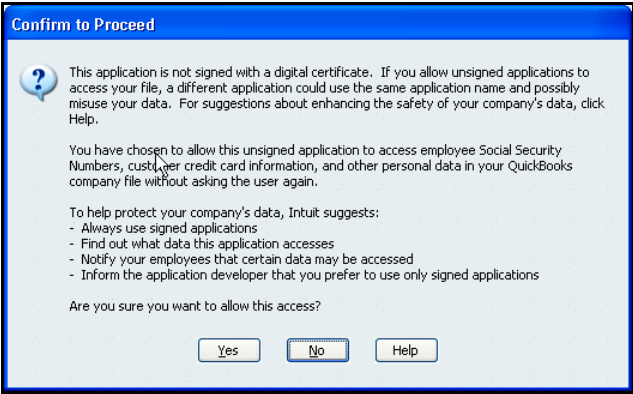 Confirm to Proceed
?
This application is not signed with a digital certificate.  If you allow unsigned applications to
access your file, a different application could use the same application name and possibly
misuse your data.  For suggestions about enhancing the safety of your company's data, click
Help.
You have chosen to allow this unsigned application to access employee Social Security
Numbers, customer credit card information, and other personal data in your QuickBooks
company file without asking the user again.
To help protect your company's data, Intuit suggests:
- Always use signed applications
- Find out what data this application accesses
- Notify your employees that certain data may be accessed
- Inform the application developer that you prefer to use only signed applications
Are you sure you want to allow this access?
Yes No Help